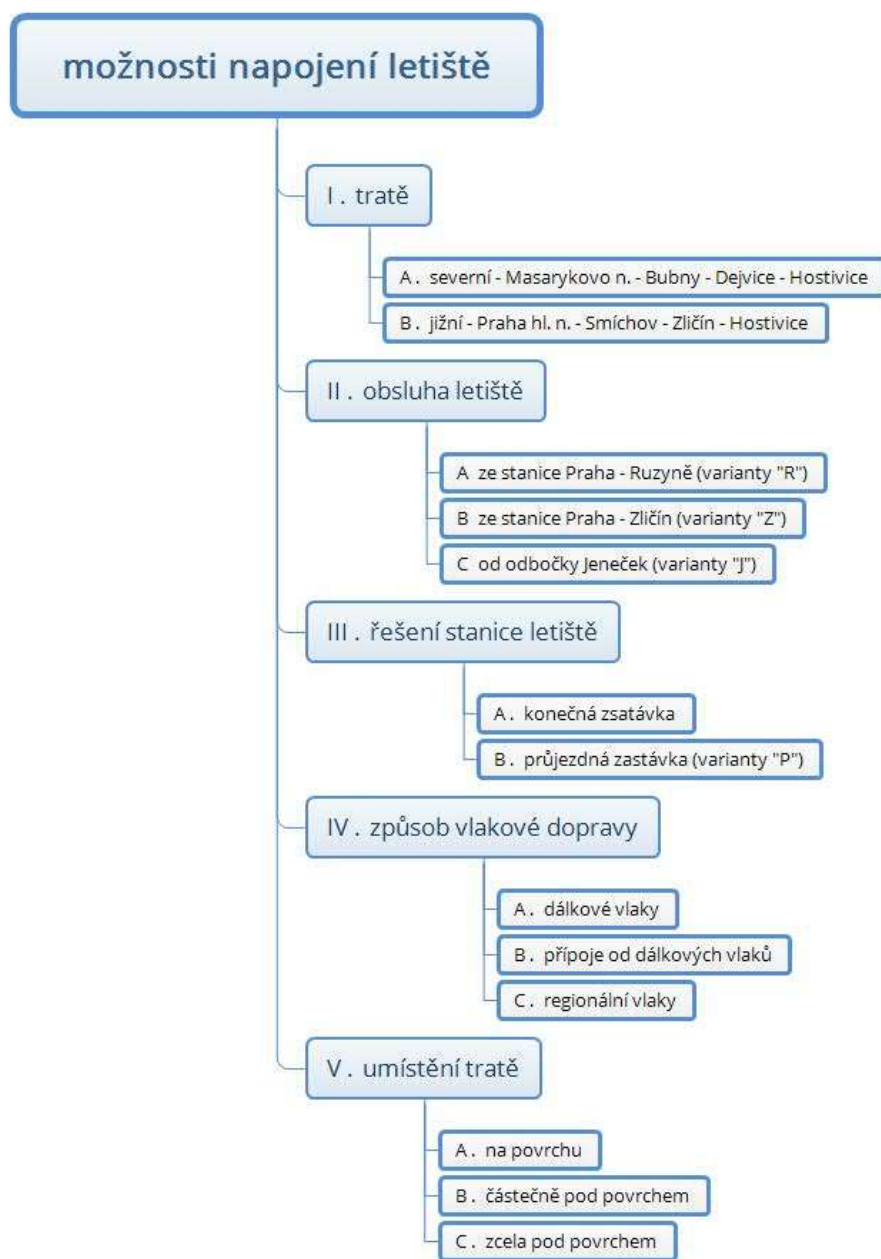 možnosti napojení letiště
I . tratě
A . severní - Masarykovo n. - Bubny - Dejvice - Hostivice
B . jižní - Praha hl. n. - Smíchov - Zličín - Hostivice
II . obsluha letiště
A ze stanice Praha - Ruzyně (varianty "R")
B ze stanice Praha - Zličín (varianty "Z")
C od odbočky Jeneček (varianty "J")
III . řešení stanice letiště
A . konečná zsatávka
B . průjezdná zastávka (varianty "P")
IV . způsob vlakové dopravy
A . dálkové vlaky
B . přípoje od dálkových vlaků
C . regionální vlaky
V . umístění tratě
A . na povrchu
B . částečně pod povrchem
C . zcela pod povrchem